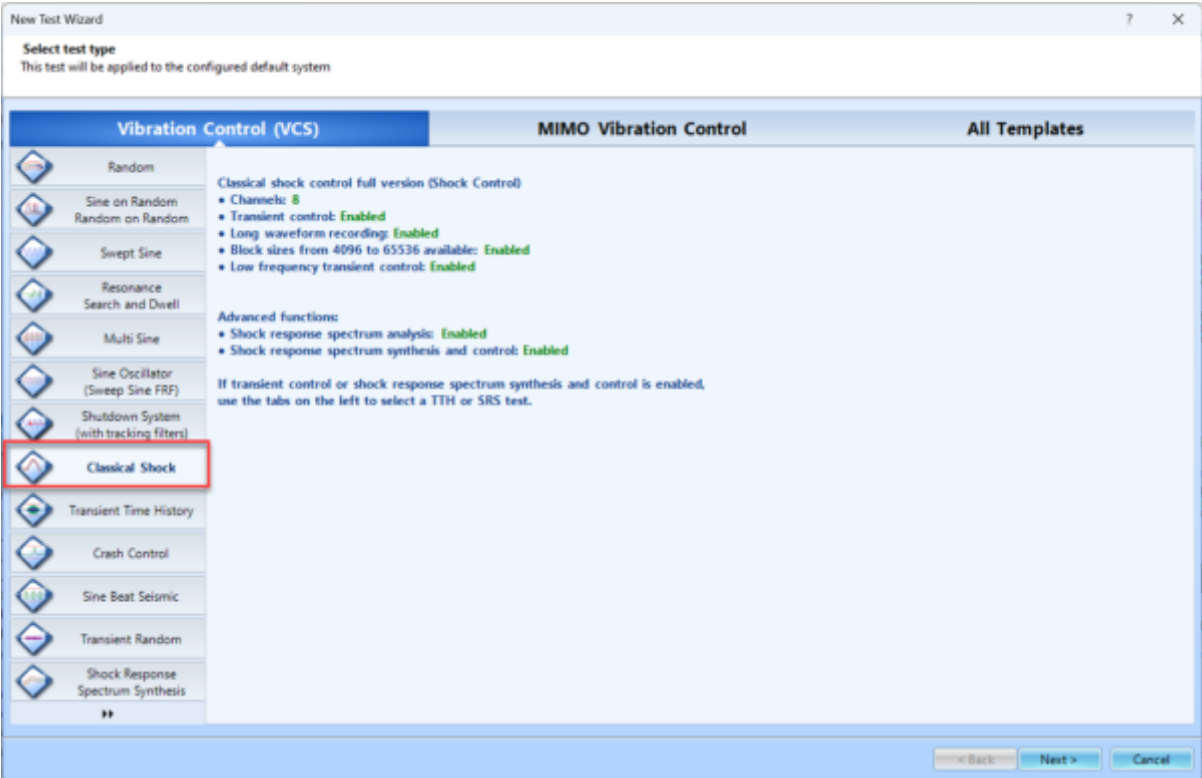 New Test Wizard
?
Select test type
This test will be applied to the configured default system
Vibration Control (VCS)
MIMO Vibration Control
All Templates
Random
Sine on Random
Random on Random
Swept Sine
Resonance
Search and Dwell
Multi Sine
Sine Oscillator
(Sweep Sine FRF)
Shutdown System
(with tracking filters)
Classical Shock
Transient Time History
Crash Control
Sine Beat Seismic
Transient Random
Shock Response
Spectrum Synthesis
Classical shock control full version (Shock Control)
• Channels: 8
• Transient control: Enabled
• Long waveform recording: Enabled
• Block sizes from 4096 to 65536 available: Enabled
• Low frequency transient control: Enabled
Advanced functions:
• Shock response spectrum analysis: Enabled
• Shock response spectrum synthesis and control: Enabled
If transient control or shock response spectrum synthesis and control is enabled,
use the tabs on the left to select a TTH or SRS test.
< Back
Next >
Cancel